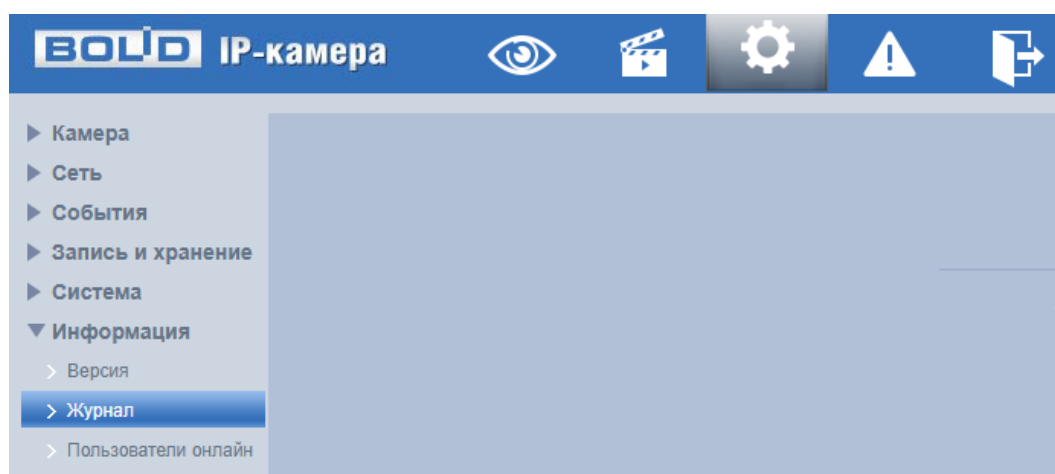 BOLID IP-камера
Камера
Сеть
События
Запись и хранение
Система
Информация
Версия
Журнал
Пользователи онлайн